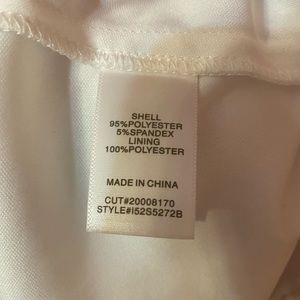 SHELL
95%POLYESTER
5%SPANDEX
LINING
100%POLYESTER
MADE IN CHINA
CUT#20008170
STYLE#I52S5272B